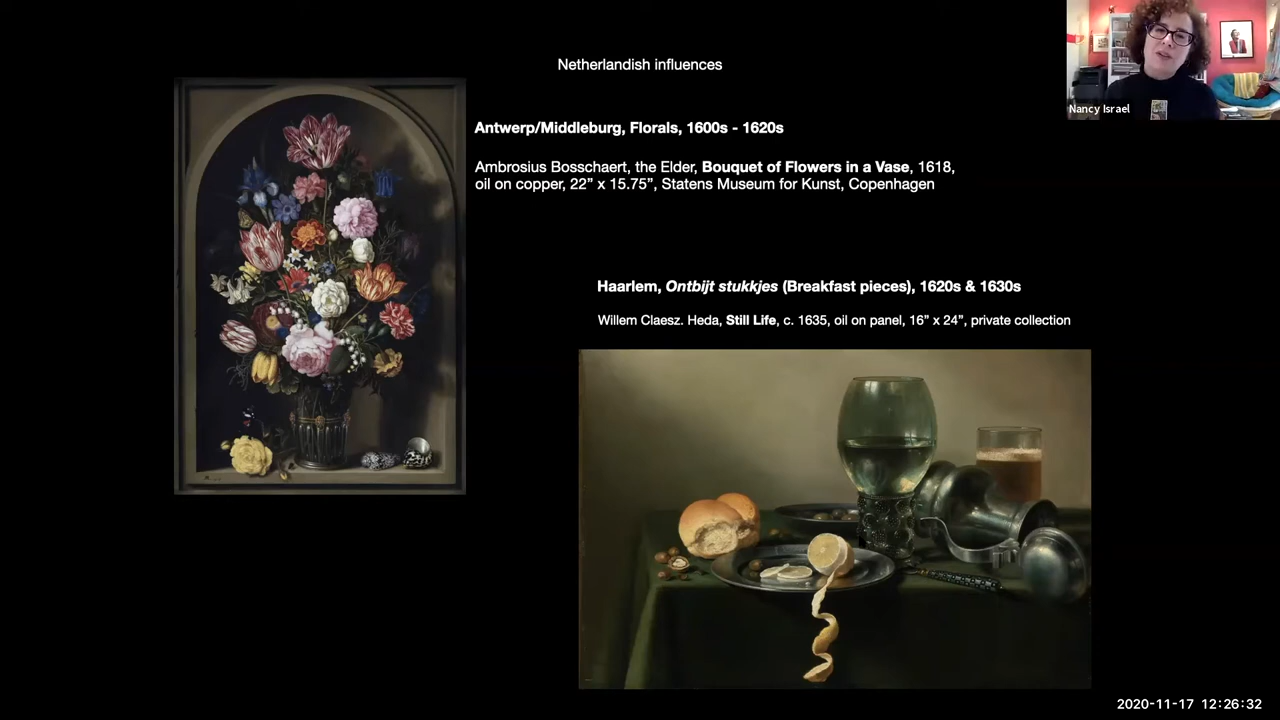 Netherlandish influences
Antwerp/Middleburg, Florals, 1600s - 1620s
Ambrosius Bosschaert, the Elder, Bouquet of Flowers in a Vase, 1618,
oil on copper, 22” x 15.75”, Statens Museum for Kunst, Copenhagen
Haarlem, Ontbijt stukkjes (Breakfast pieces), 1620s & 1630s
Willem Claesz. Heda, Still Life, c. 1635, oil on panel, 16” x 24”, private collection
Nancy Israel
2020-11-17 12:26:32